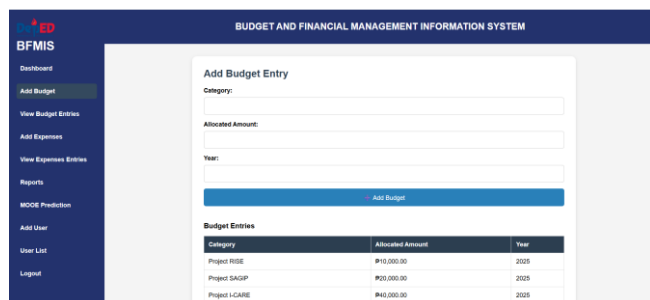 DepED
BFMIS
Dashboard
Add Budget
View Budget Entries
Add Expenses
View Expenses Entries
Reports
MOOE Prediction
Add User
User List
Logout
BUDGET AND FINANCIAL MANAGEMENT INFORMATION SYSTEM
Add Budget Entry
Category:
Allocated Amount:
Year:
+ Add Budget
Budget Entries
Category Allocated Amount Year
Project RISE ₱10,000.00 2025
Project SAGIP ₱20,000.00 2025
Project I-CARE ₱40,000.00 2025